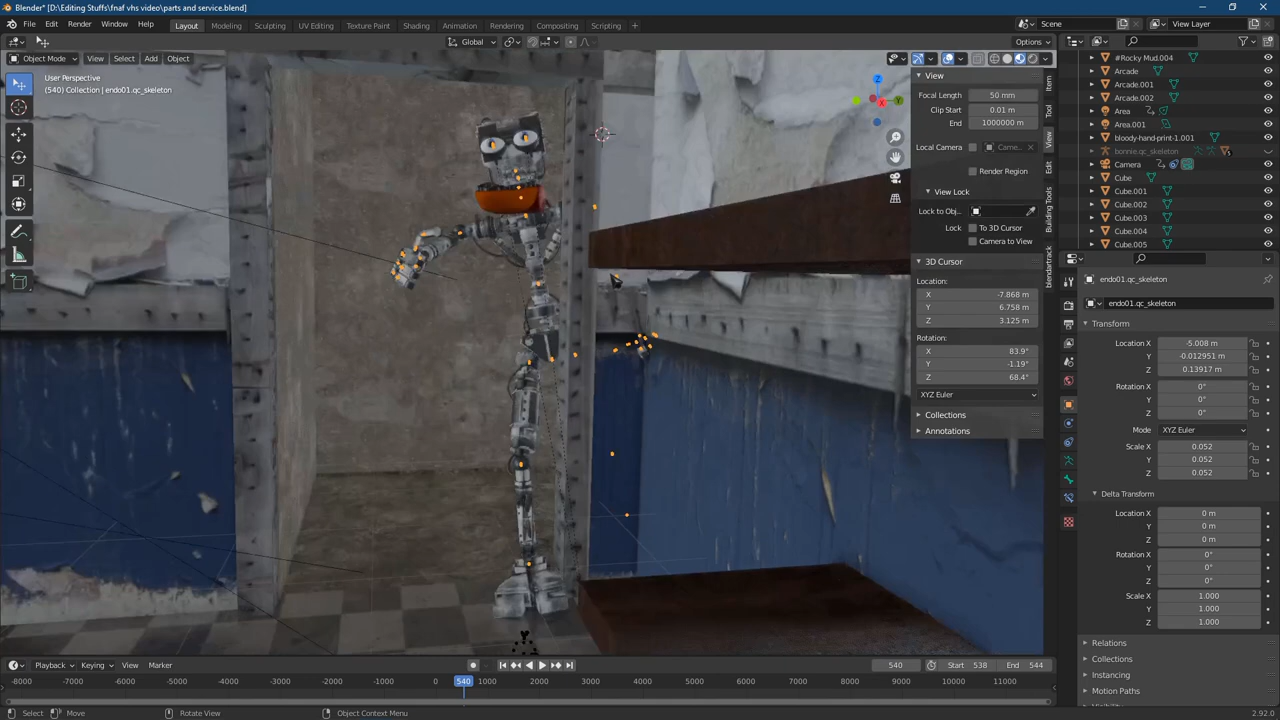 Blender* [D:\Editing Stuffs\fnaf vhs video\parts and service.blend]
File Edit Render Window Help Layout Modeling Sculpting UV Editing Texture Paint Shading Animation Rendering Compositing Scripting Scene View Layer
Global Options
Object Mode View Select Add Object
User Perspective
(540) Collection | endo01.qc_skeleton
View
Focal Length 50 mm
Clip Start 0.01 m
End 1000000 m
Local Camera Came...
Render Region
View Lock
Lock to Obj...
Lock To 3D Cursor
Camera to View
3D Cursor
Location:
X -7.868 m
Y 6.758 m
Z 3.125 m
Rotation:
X 83.9°
Y -1.19°
Z 68.4°
XYZ Euler
Collections
Annotations
Item
Tool
View
Edit
Building Tools
blendartrack
#Rocky Mud.004
Arcade
Arcade.001
Arcade.002
Area
Area.001
bloody-hand-print-1.001
bonnie.qc_skeleton
Camera
Cube
Cube.001
Cube.002
Cube.003
Cube.004
Cube.005
endo01.qc_skeleton
endo01.qc_skeleton
Transform
Location X -5.008 m
Y -0.012951 m
Z 0.13917 m
Rotation X 0°
Y 0°
Z 0°
Mode XYZ Euler
Scale X 0.052
Y 0.052
Z 0.052
Delta Transform
Location X 0 m
Y 0 m
Z 0 m
Rotation X 0°
Y 0°
Z 0°
Scale X 1.000
Y 1.000
Z 1.000
Relations
Collections
Instancing
Motion Paths
Playback Keying View Marker 540 Start 538 End 544
-8000 -7000 -6000 -5000 -4000 -3000 -2000 -1000 0 540 1000 2000 3000 4000 5000 6000 7000 8000 9000 10000 11000
Select Move Rotate View Object Context Menu 2.92.0